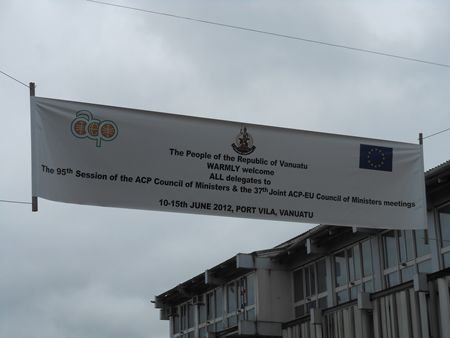 acp
The People of the Republic of Vanuatu
WARMLY welcome
ALL delegates to
The 95th Session of the ACP Council of Ministers & the 37th Joint ACP-EU Council of Ministers meetings
10-15th JUNE 2012, PORT VILA, VANUATU